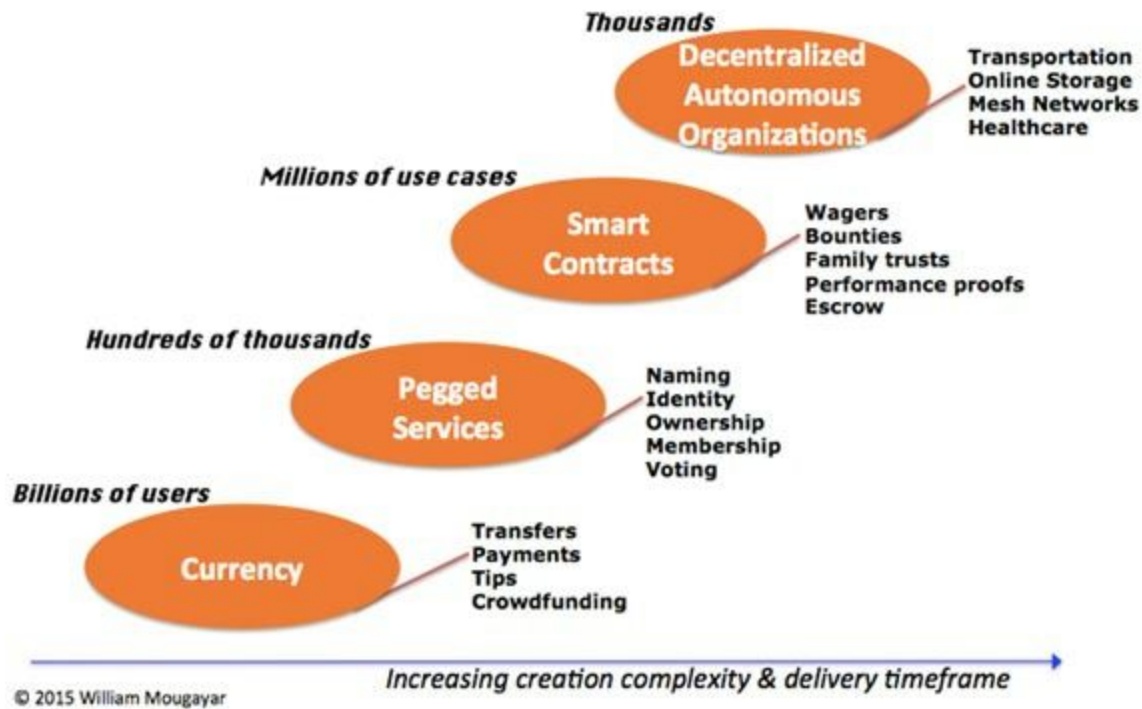 Thousands
Decentralized
Autonomous
Organizations
Transportation
Online Storage
Mesh Networks
Healthcare
Millions of use cases
Smart
Contracts
Wagers
Bounties
Family trusts
Performance proofs
Escrow
Hundreds of thousands
Pegged
Services
Naming
Identity
Ownership
Membership
Voting
Billions of users
Currency
Transfers
Payments
Tips
Crowdfunding
Increasing creation complexity & delivery timeframe
© 2015 William Mougayar